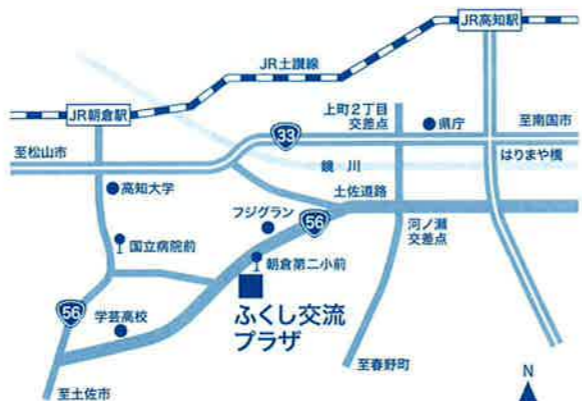 JR高知駅
JR土讃線
JR朝倉駅
上町2丁目
交差点
県庁
至南国市
33
至松山市
鏡川
はりまや橋
高知大学
土佐道路
フジグラン
56
河ノ瀬
交差点
国立病院前
朝倉第二小前
56
学芸高校
ふくし交流
プラザ
至春野町
N
至土佐市